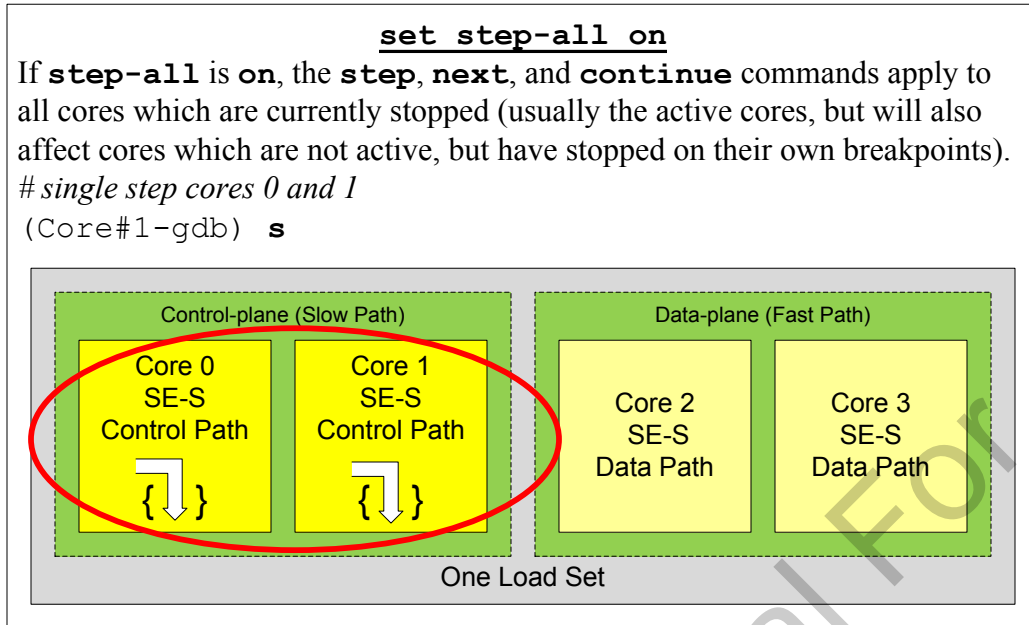 set step-all on
If step-all is on, the step, next, and continue commands apply to
all cores which are currently stopped (usually the active cores, but will also
affect cores which are not active, but have stopped on their own breakpoints).
# single step cores 0 and 1
(Core#1-gdb) s
Control-plane (Slow Path)
Data-plane (Fast Path)
Core 0
SE-S
Control Path
{ }
Core 1
SE-S
Control Path
{ }
Core 2
SE-S
Data Path
Core 3
SE-S
Data Path
One Load Set
For